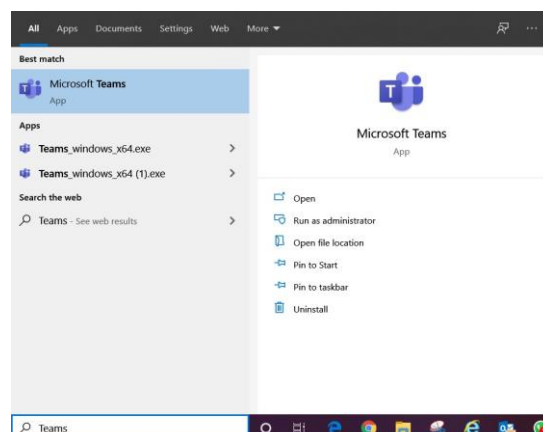 All Apps Documents Settings Web More
Best match
Microsoft Teams
App
Apps
Teams_windows_x64.exe
Teams_windows_x64 (1).exe
Search the web
Teams - See web results
Microsoft Teams
App
Open
Run as administrator
Open file location
Pin to Start
Pin to taskbar
Uninstall
Teams